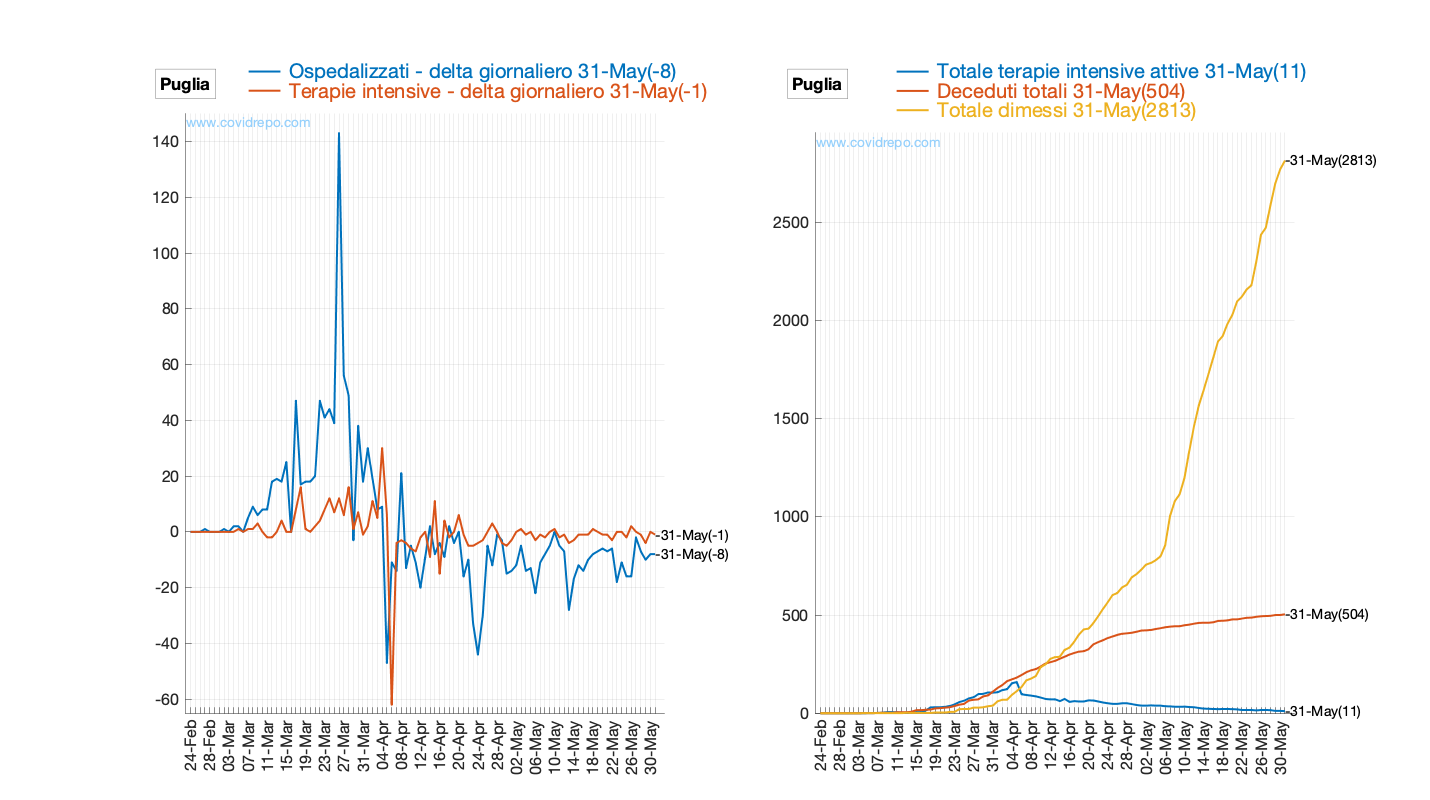 Puglia
Ospedalizzati - delta giornaliero 31-May(-8)
Terapie intensive - delta giornaliero 31-May(-1)
www.covidrepo.com
140
120
100
80
60
40
20
0
-20
-40
-60
-31-May(-1)
-31-May(-8)
24-Feb
28-Feb
03-Mar
07-Mar
11-Mar
15-Mar
19-Mar
23-Mar
27-Mar
31-Mar
04-Apr
08-Apr
12-Apr
16-Apr
20-Apr
24-Apr
28-Apr
02-May
06-May
10-May
14-May
18-May
22-May
26-May
30-May
Puglia
Totale terapie intensive attive 31-May(11)
Deceduti totali 31-May(504)
Totale dimessi 31-May(2813)
www.covidrepo.com
2500
2000
1500
1000
500
0
-31-May(2813)
-31-May(504)
-31-May(11)
24-Feb
28-Feb
03-Mar
07-Mar
11-Mar
15-Mar
19-Mar
23-Mar
27-Mar
31-Mar
04-Apr
08-Apr
12-Apr
16-Apr
20-Apr
24-Apr
28-Apr
02-May
06-May
10-May
14-May
18-May
22-May
26-May
30-May